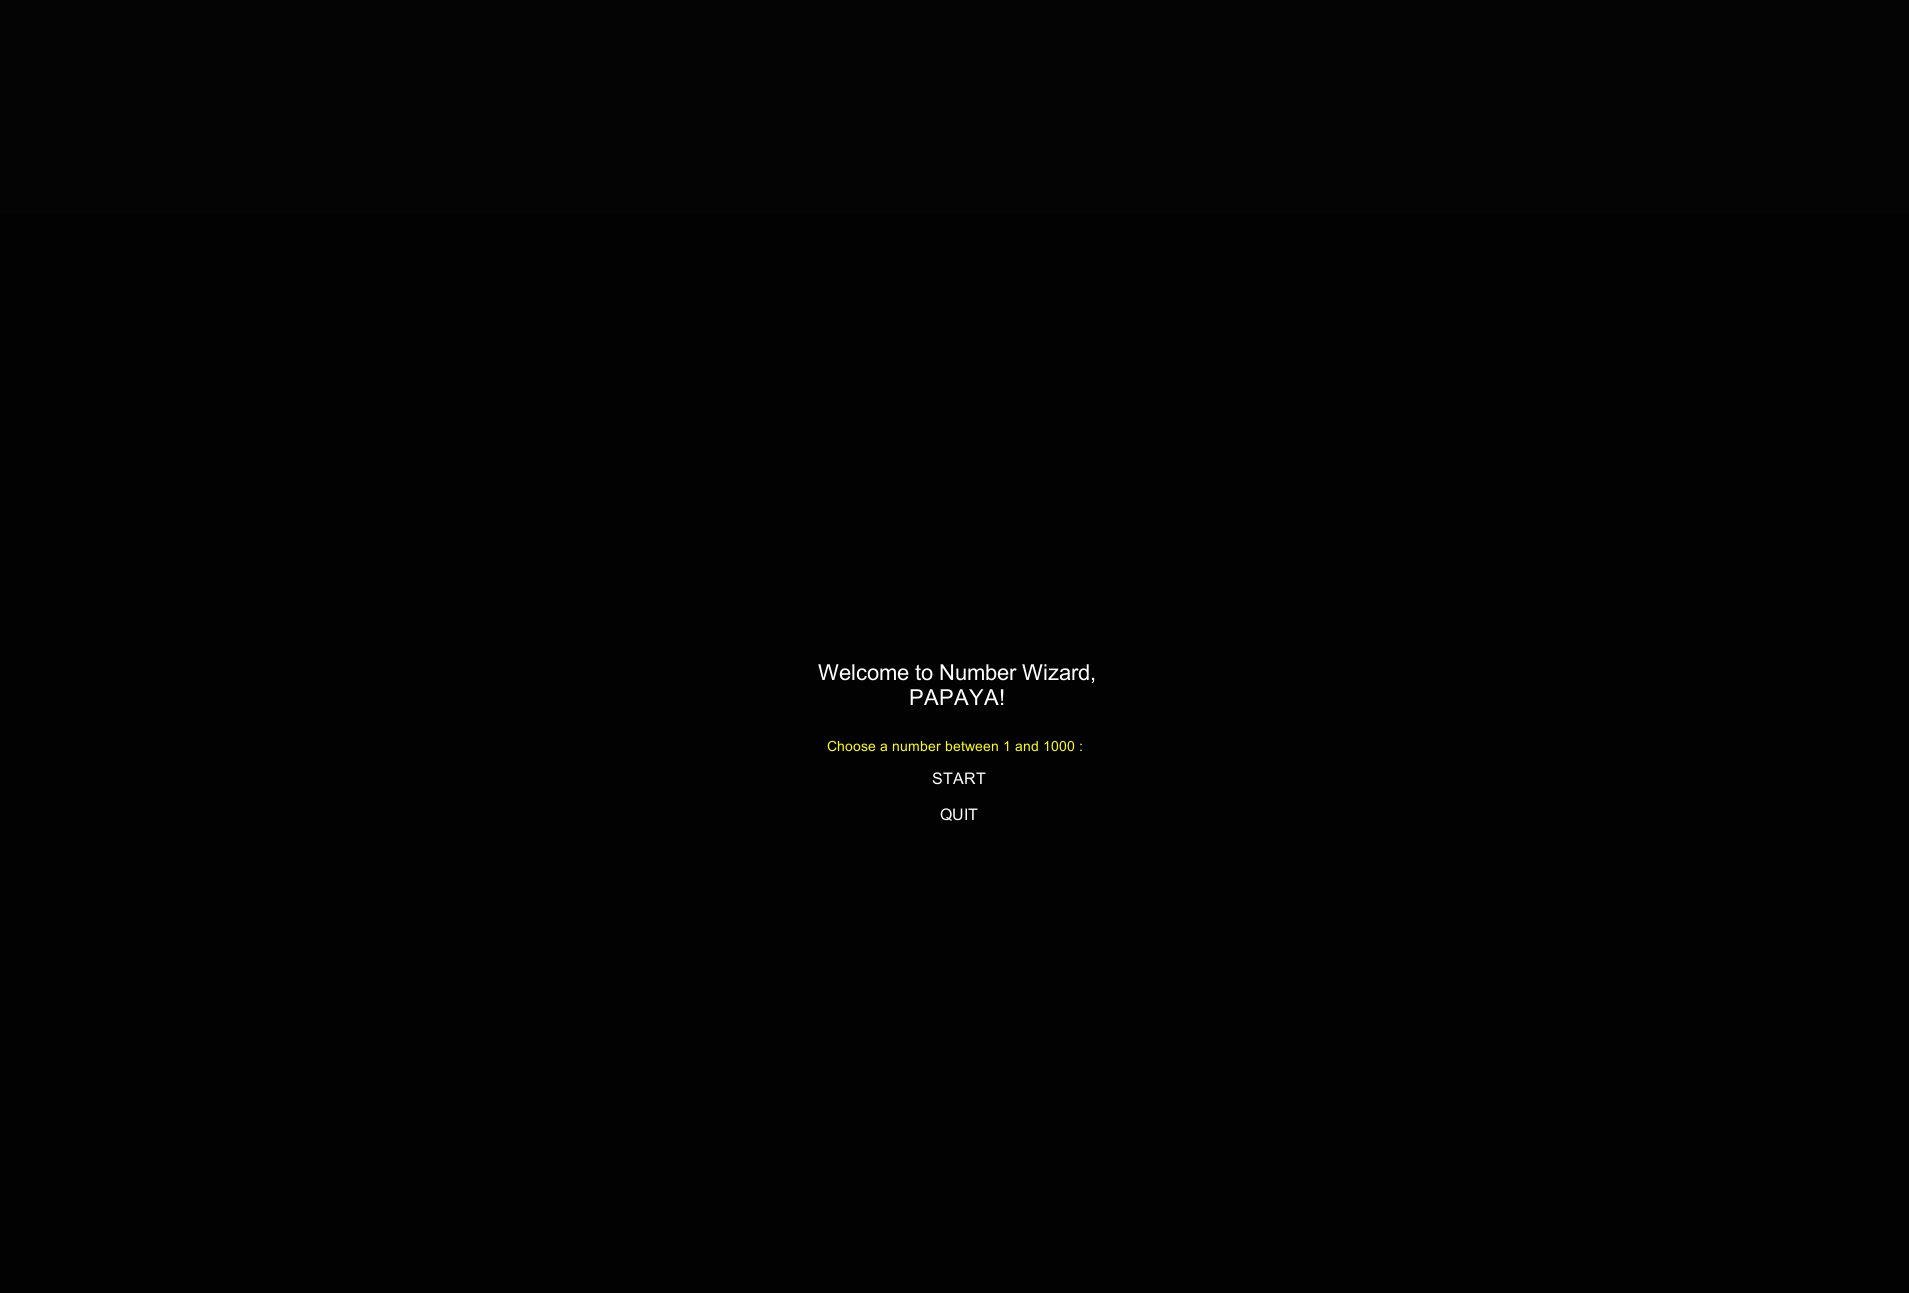 Welcome to Number Wizard,
PAPAYA!
Choose a number between 1 and 1000 :
START
QUIT